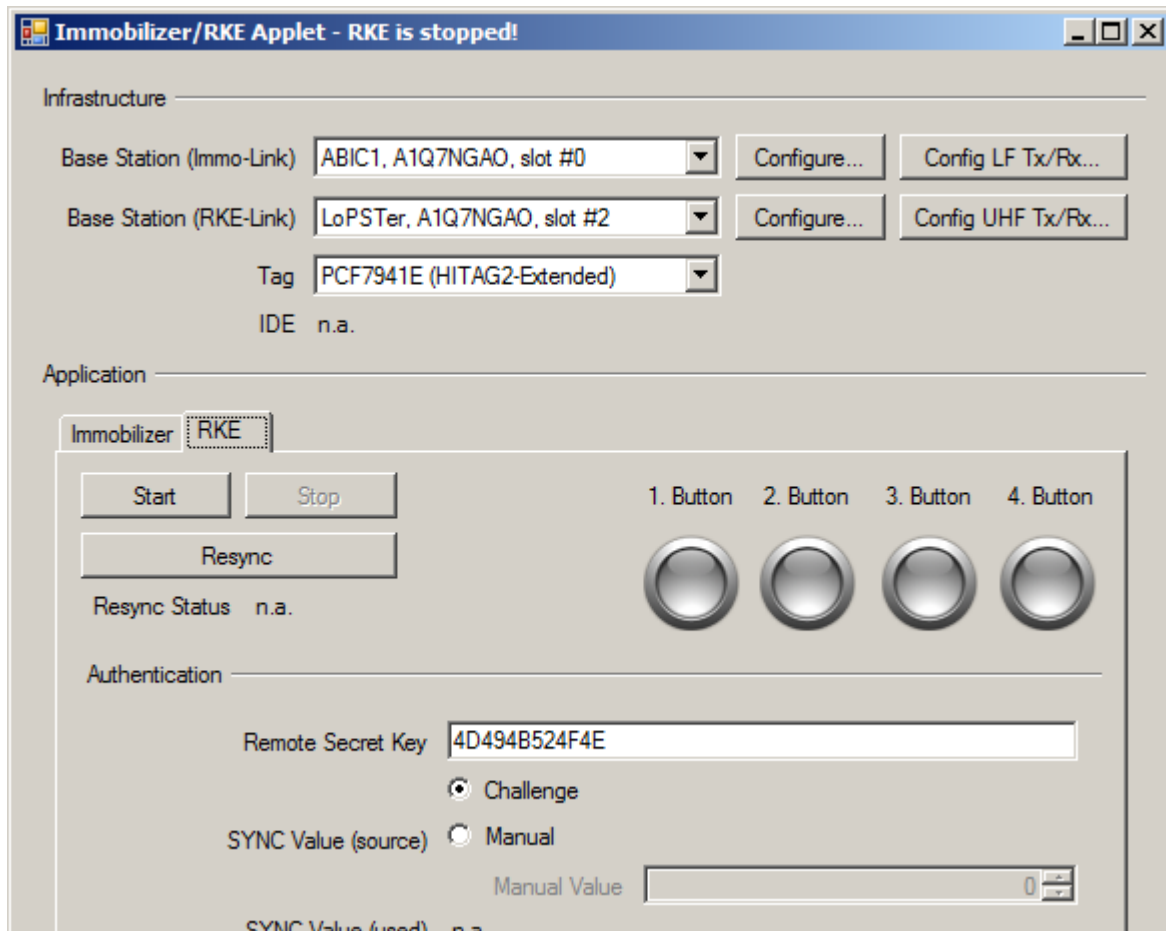 Immobilizer/RKE Applet - RKE is stopped!
Infrastructure
Base Station (Immo-Link) ABIC1, A1Q7NGAO, slot #0 Configure... Config LF Tx/Rx...
Base Station (RKE-Link) LoPSTer, A1Q7NGAO, slot #2 Configure... Config UHF Tx/Rx...
Tag PCF7941E (HITAG2-Extended)
IDE n.a.
Application
Immobilizer RKE
Start Stop 1. Button 2. Button 3. Button 4. Button
Resync
Resync Status n.a.
Authentication
Remote Secret Key 4D494B524F4E
Challenge
SYNC Value (source) Manual
Manual Value 0
SYNC Value (used) n.a.